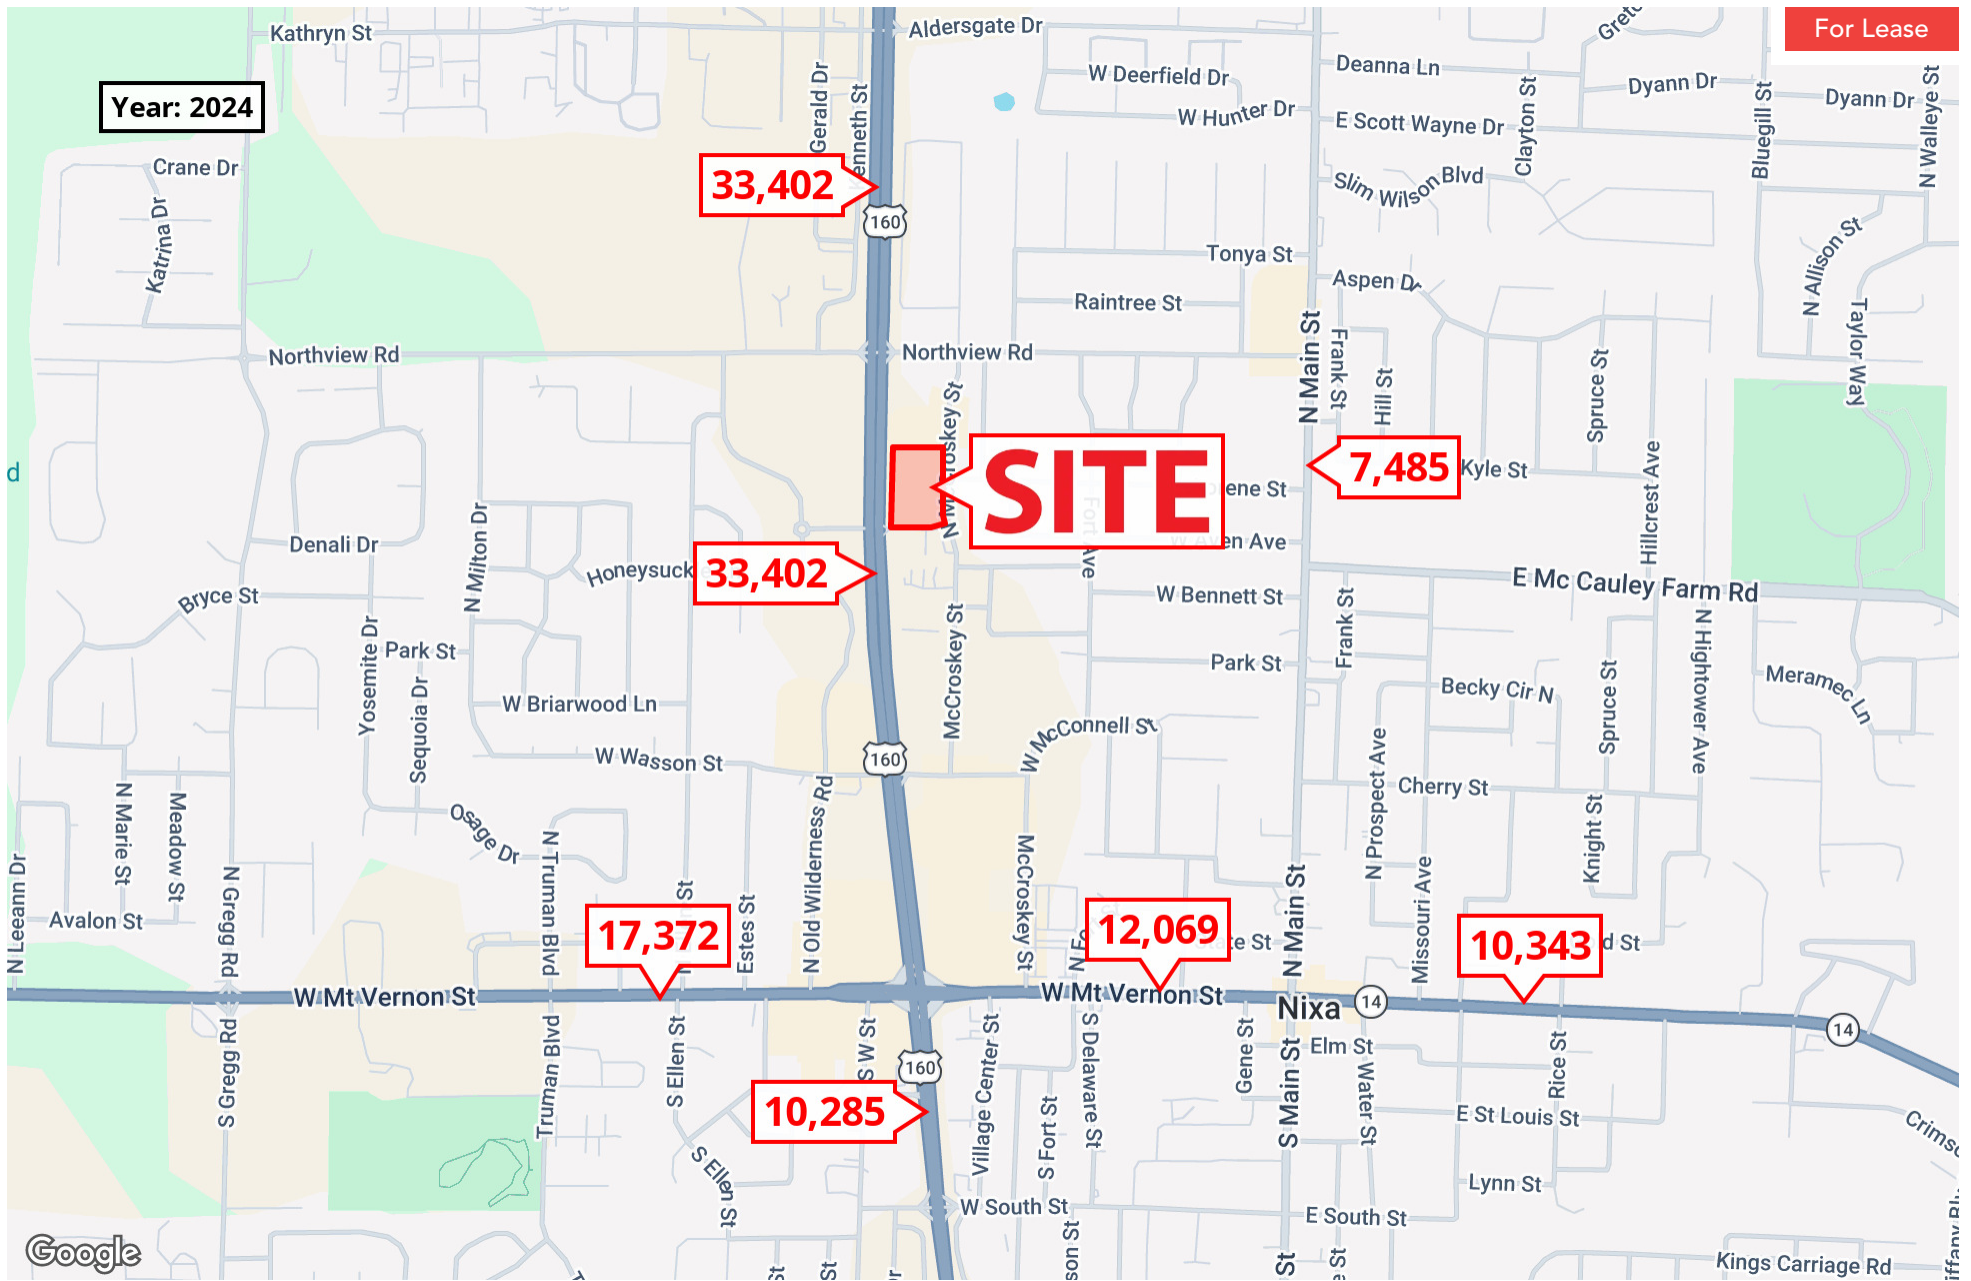 Kathryn St
Aldersgate Dr
For Lease
W Deerfield Dr
Deanna Ln
Dyann Dr
Dyann Dr
Year: 2024
Gerald Dr
W Hunter Dr
E Scott Wayne Dr
Clayton St
Bluegill St
N Walleye St
Crane Dr
33,402
Slim Wilson Blvd
Katrina Dr
160
Tonya St
Aspen Dr
N Allison St
Raintree St
N Main St
Frank St
Taylor Way
Northview Rd
Northview Rd
Hill St
Spruce St
SITE
7,485
Kyle St
Hillcrest Ave
N Milton Dr
Denali Dr
33,402
E Mc Cauley Farm Rd
Bryce St
W Bennett St
Frank St
N Hightower Ave
Yosemite Dr
Park St
McCroskey St
Park St
Spruce St
Meramec Ln
Sequoia Dr
W Briarwood Ln
Becky Cir N
W McConnell St
W Wasson St
160
N Prospect Ave
Cherry St
N Marie St
Meadow St
Osage Dr
N Truman Blvd
N Old Wilderness Rd
McCroskey St
Knight St
N Leeann Dr
N Gregg Rd
Avalon St
Estes St
17,372
12,069
N Main St
Missouri Ave
10,343
W Mt Vernon St
W Mt Vernon St
Nixa
14
14
S Gregg Rd
Truman Blvd
S Ellen St
S W St
160
Village Center St
S Delaware St
Gene St
Elm St
Rice St
10,285
S Fort St
S Main St
Water St
E St Louis St
S Ellen St
Lynn St
W South St
E South St
Google
Kings Carriage Rd